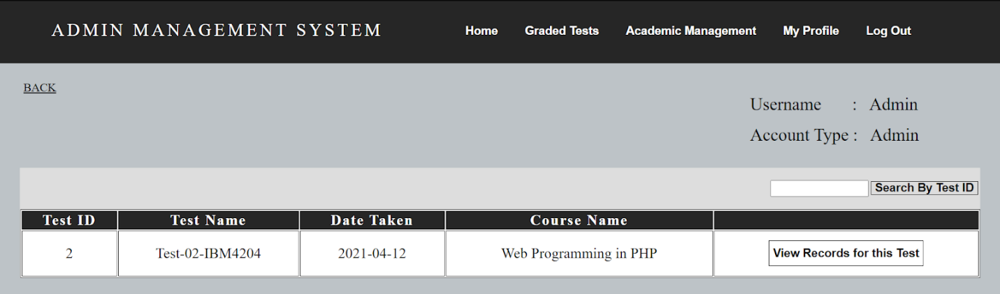 ADMIN MANAGEMENT SYSTEM Home Graded Tests Academic Management My Profile Log Out
BACK
Username : Admin
Account Type : Admin
Search By Test ID
Test ID Test Name Date Taken Course Name
2 Test-02-IBM4204 2021-04-12 Web Programming in PHP View Records for this Test